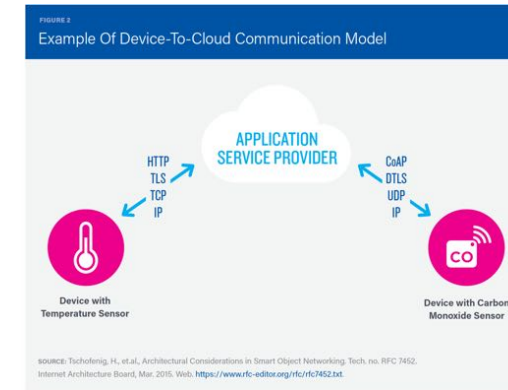 FIGURE 2
Example Of Device-To-Cloud Communication Model
APPLICATION
SERVICE PROVIDER
HTTP
TLS
TCP
IP
CoAP
DTLS
UDP
IP
CO
Device with
Temperature Sensor
Device with Carbon
Monoxide Sensor
SOURCE: Tschofenig, H., et.al., Architectural Considerations in Smart Object Networking. Tech. no. RFC 7452.
Internet Architecture Board, Mar. 2015. Web. https://www.rfc-editor.org/rfc/rfc7452.txt.